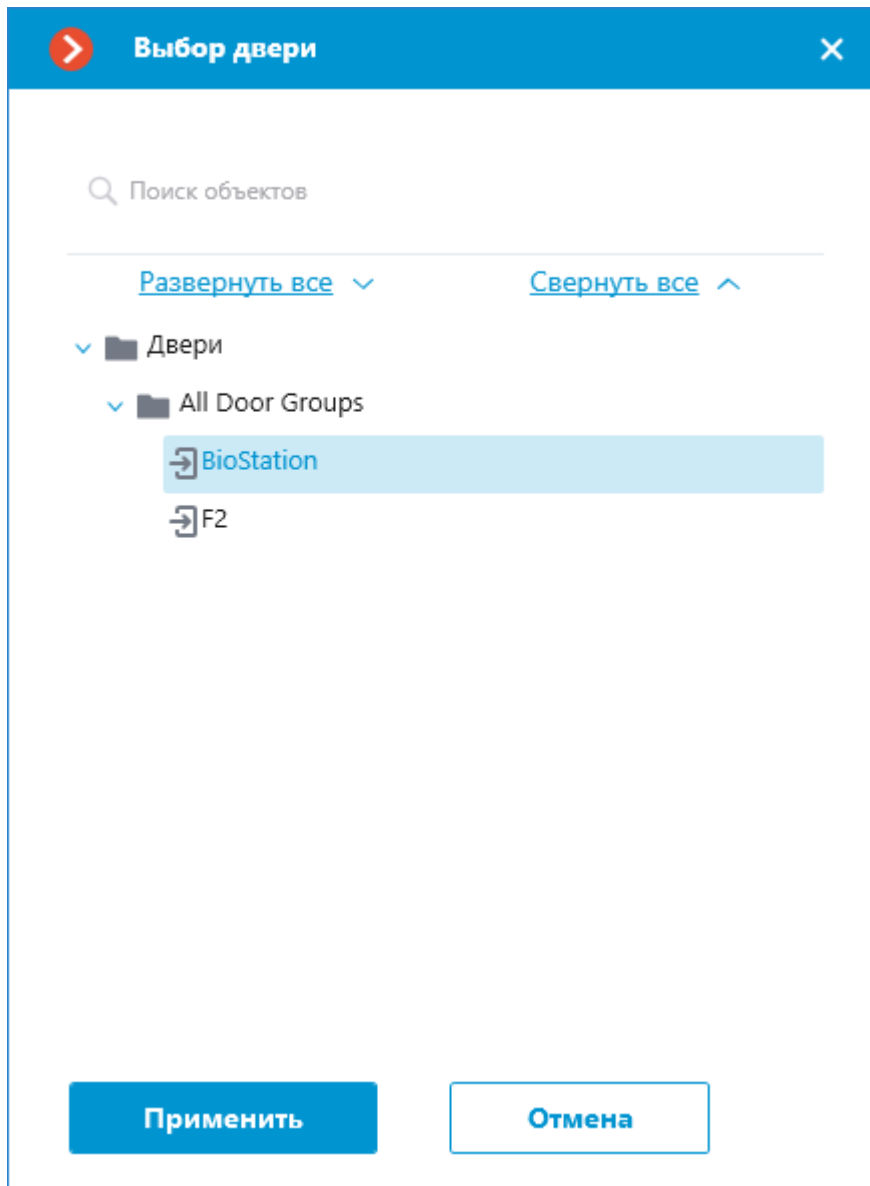 Выбор двери
Поиск объектов
Развернуть все Свернуть все
Двери
All Door Groups
BioStation
F2
Применить Отмена